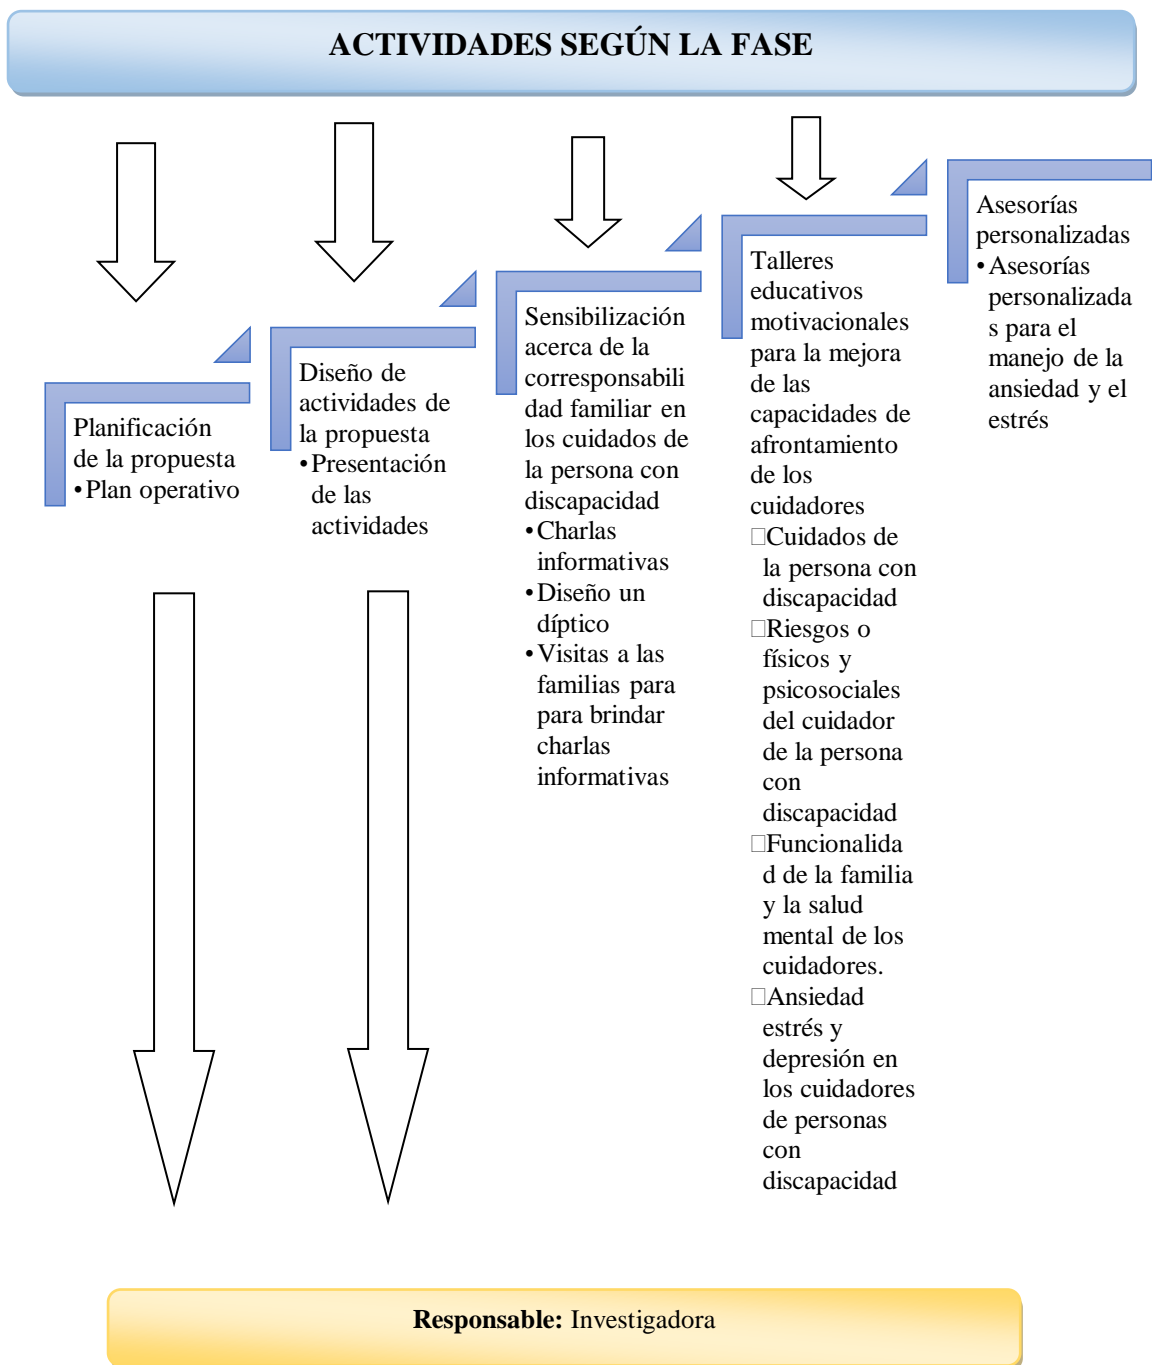 ACTIVIDADES SEGÚN LA FASE
Planificación
de la propuesta
•Plan operativo
Diseño de
actividades de
la propuesta
•Presentación
de las
actividades
Sensibilización
acerca de la
corresponsabili
dad familiar en
los cuidados de
la persona con
discapacidad
•Charlas
informativas
•Diseño un
díptico
•Visitas a las
familias para
para brindar
charlas
informativas
Talleres
educativos
motivacionales
para la mejora
de las
capacidades de
afrontamiento
de los
cuidadores
□Cuidados de
la persona con
discapacidad
□Riesgos o
físicos y
psicosociales
del cuidador
de la persona
con
discapacidad
□Funcionalida
d de la familia
y la salud
mental de los
cuidadores.
□Ansiedad
estrés y
depresión en
los cuidadores
de personas
con
discapacidad
Asesorías
personalizadas
•Asesorías
personalizada
s para el
manejo de la
ansiedad y el
estrés
Responsable: Investigadora